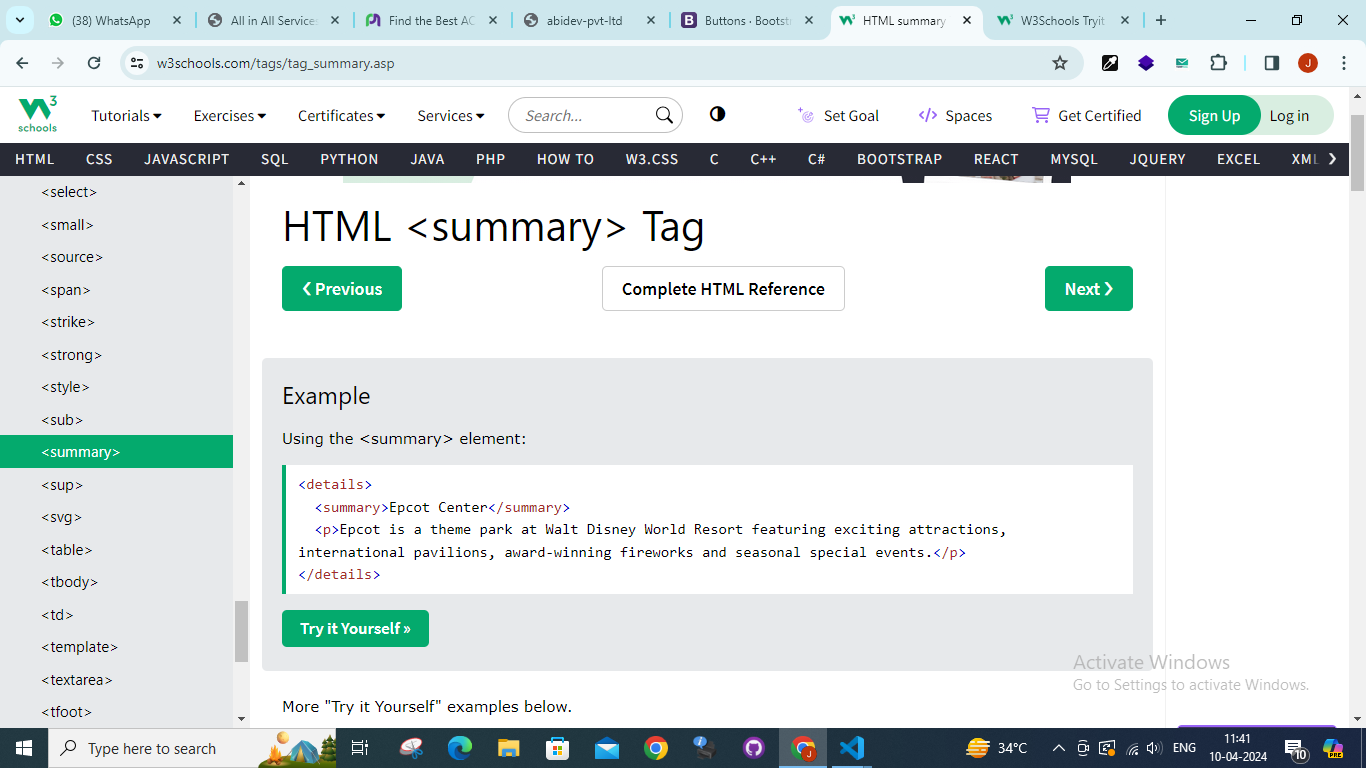 (38) WhatsApp
All in All Services
Find the Best AC
abidev-pvt-ltd
Buttons · Bootst
HTML summary
W3Schools Tryit
w3schools.com/tags/tag_summary.asp
J
W3 schools
Tutorials
Exercises
Certificates
Services
Search...
Set Goal
Spaces
Get Certified
Sign Up
Log in
HTML CSS JAVASCRIPT SQL PYTHON JAVA PHP HOW TO W3.CSS C C++ C# BOOTSTRAP REACT MYSQL JQUERY EXCEL XML
<select>
<small>
<source>
<span>
<strike>
<strong>
<style>
<sub>
<summary>
<sup>
<svg>
<table>
<tbody>
<td>
<template>
<textarea>
<tfoot>
HTML <summary> Tag
❮ Previous
Complete HTML Reference
Next ❯
Example
Using the <summary> element:
<details>
  <summary>Epcot Center</summary>
  <p>Epcot is a theme park at Walt Disney World Resort featuring exciting attractions,
international pavilions, award-winning fireworks and seasonal special events.</p>
</details>
Try it Yourself »
More "Try it Yourself" examples below.
Activate Windows
Go to Settings to activate Windows.
Type here to search
J
34°C
ENG
11:41
10-04-2024
10
PRE